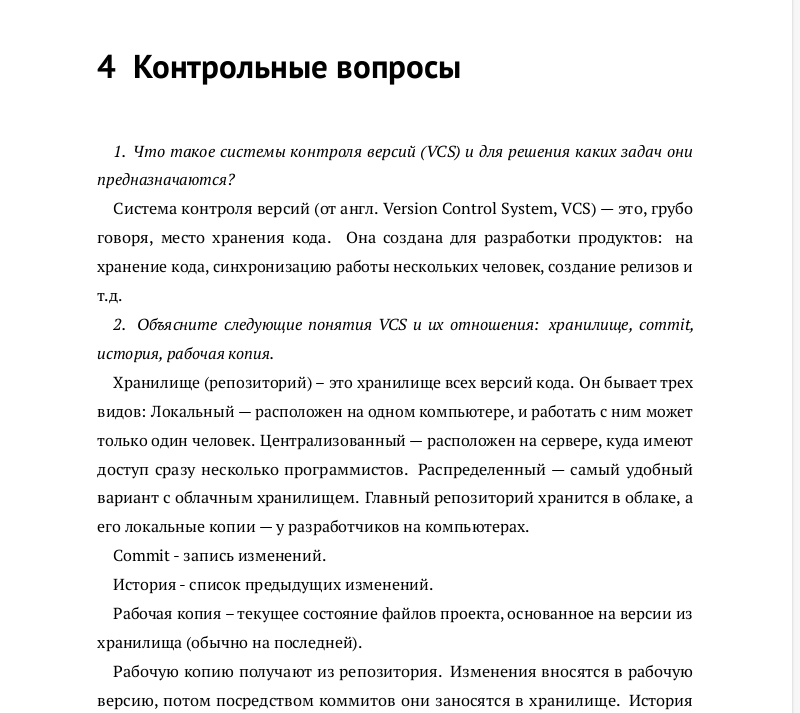 4 Контрольные вопросы
1. Что такое системы контроля версий (VCS) и для решения каких задач они
предназначаются?
Система контроля версий (от англ. Version Control System, VCS) — это, грубо
говоря, место хранения кода. Она создана для разработки продуктов: на
хранение кода, синхронизацию работы нескольких человек, создание релизов и
т.д.
2. Объясните следующие понятия VCS и их отношения: хранилище, commit,
история, рабочая копия.
Хранилище (репозиторий) – это хранилище всех версий кода. Он бывает трех
видов: Локальный — расположен на одном компьютере, и работать с ним может
только один человек. Централизованный — расположен на сервере, куда имеют
доступ сразу несколько программистов. Распределенный — самый удобный
вариант с облачным хранилищем. Главный репозиторий хранится в облаке, а
его локальные копии — у разработчиков на компьютерах.
Commit - запись изменений.
История - список предыдущих изменений.
Рабочая копия – текущее состояние файлов проекта, основанное на версии из
хранилища (обычно на последней).
Рабочую копию получают из репозитория. Изменения вносятся в рабочую
версию, потом посредством коммитов они заносятся в хранилище. История